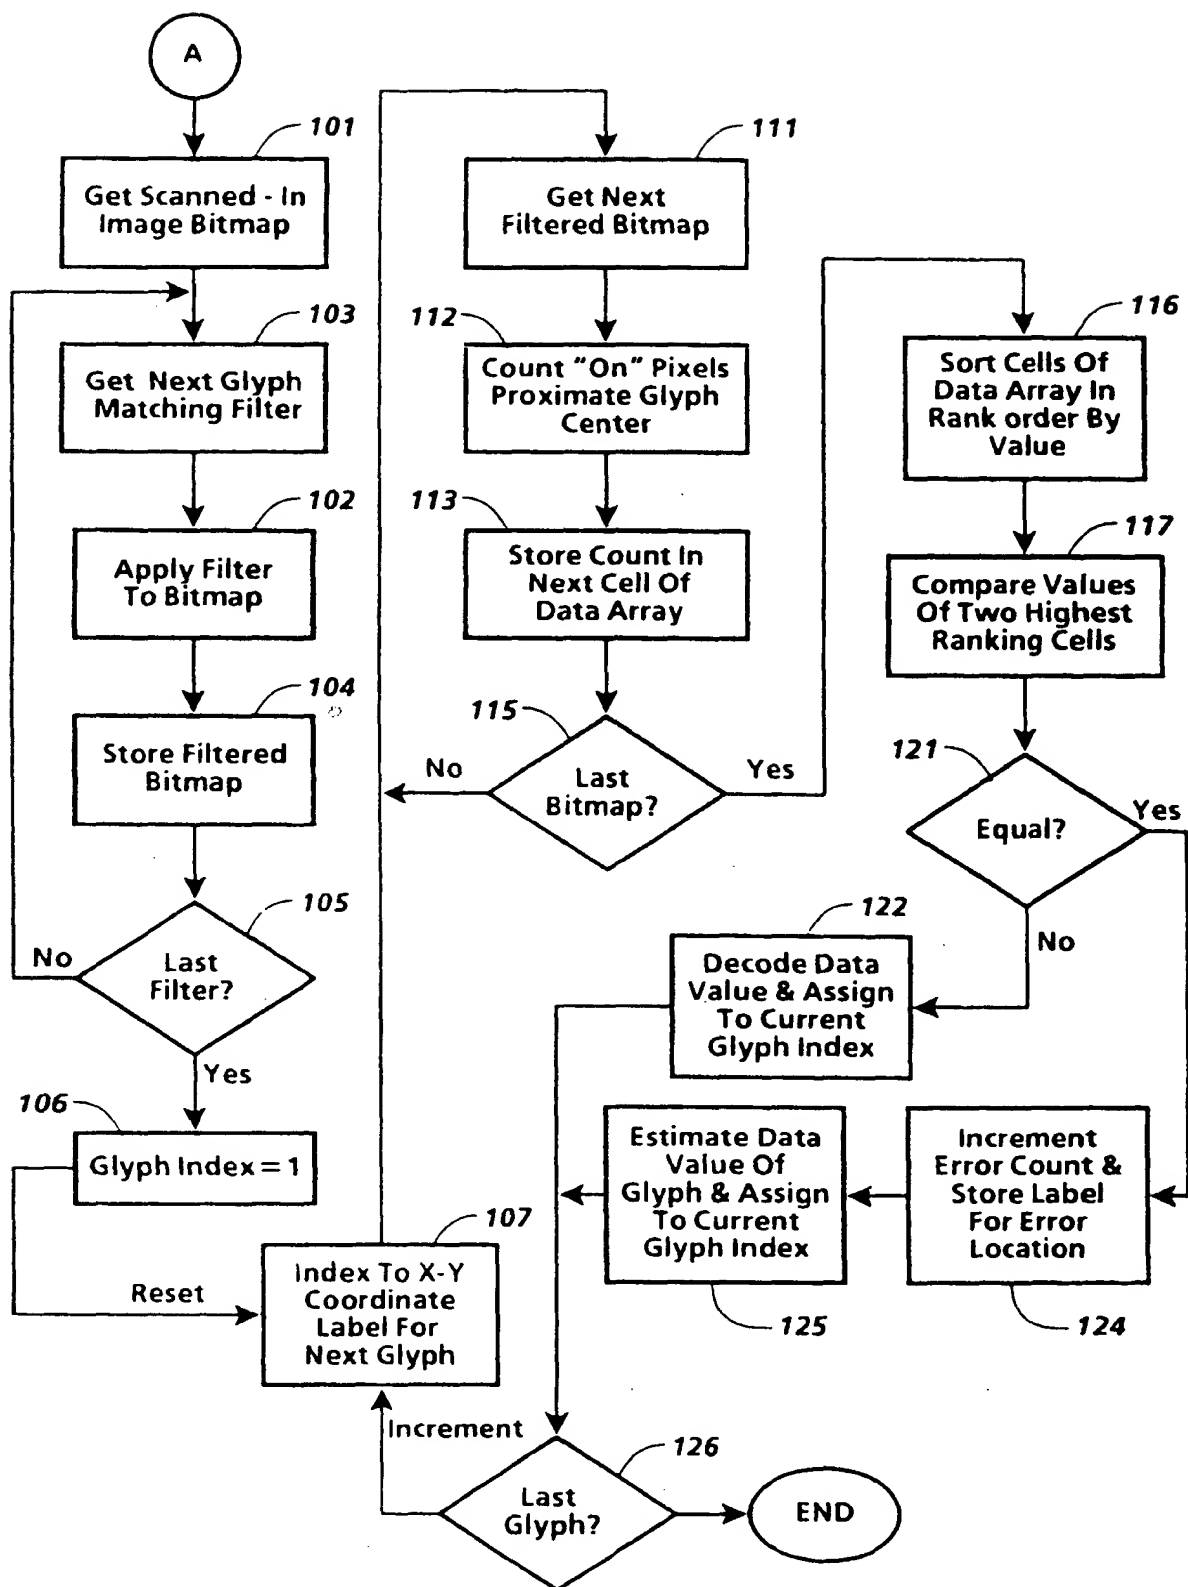 A
101
Get Scanned - In
Image Bitmap
103
Get Next Glyph
Matching Filter
102
Apply Filter
To Bitmap
104
Store Filtered
Bitmap
105
Last
Filter?
No
Yes
106
Glyph Index = 1
Reset
107
Index To X-Y
Coordinate
Label For
Next Glyph
111
Get Next
Filtered Bitmap
112
Count "On" Pixels
Proximate Glyph
Center
113
Store Count In
Next Cell Of
Data Array
115
Last
Bitmap?
No
Yes
116
Sort Cells Of
Data Array In
Rank order By
Value
117
Compare Values
Of Two Highest
Ranking Cells
121
Equal?
Yes
No
122
Decode Data
Value & Assign
To Current
Glyph Index
Increment
Error Count &
Store Label
For Error
Location
124
Estimate Data
Value Of
Glyph & Assign
To Current
Glyph Index
125
126
Last
Glyph?
Increment
END